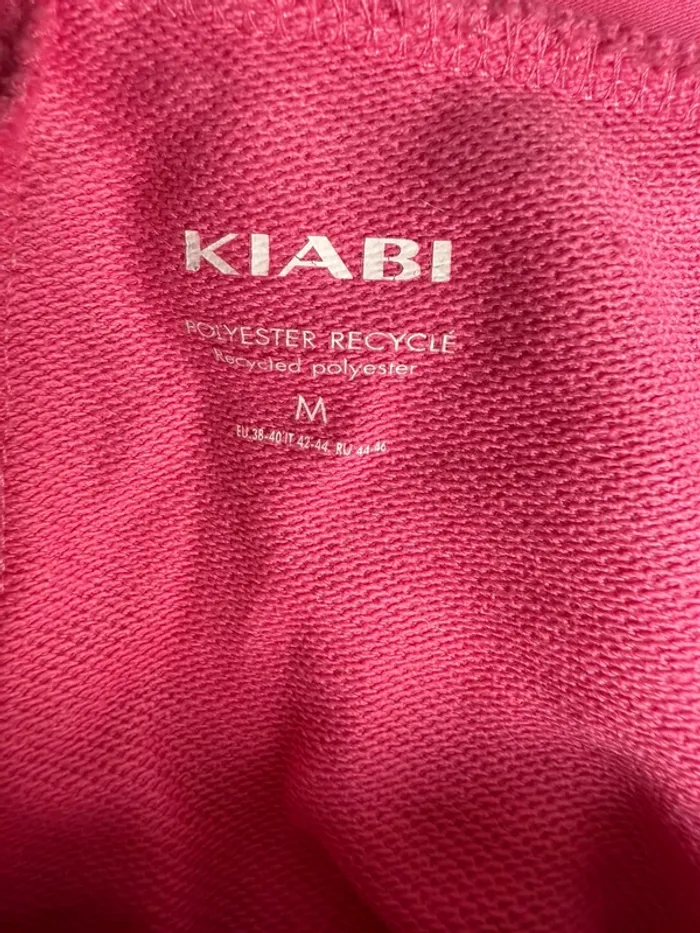 KIABI
POLYESTER RECYCLÉ
Recycled polyester
M
EU.38-40 IT 42-44, RU 44-46